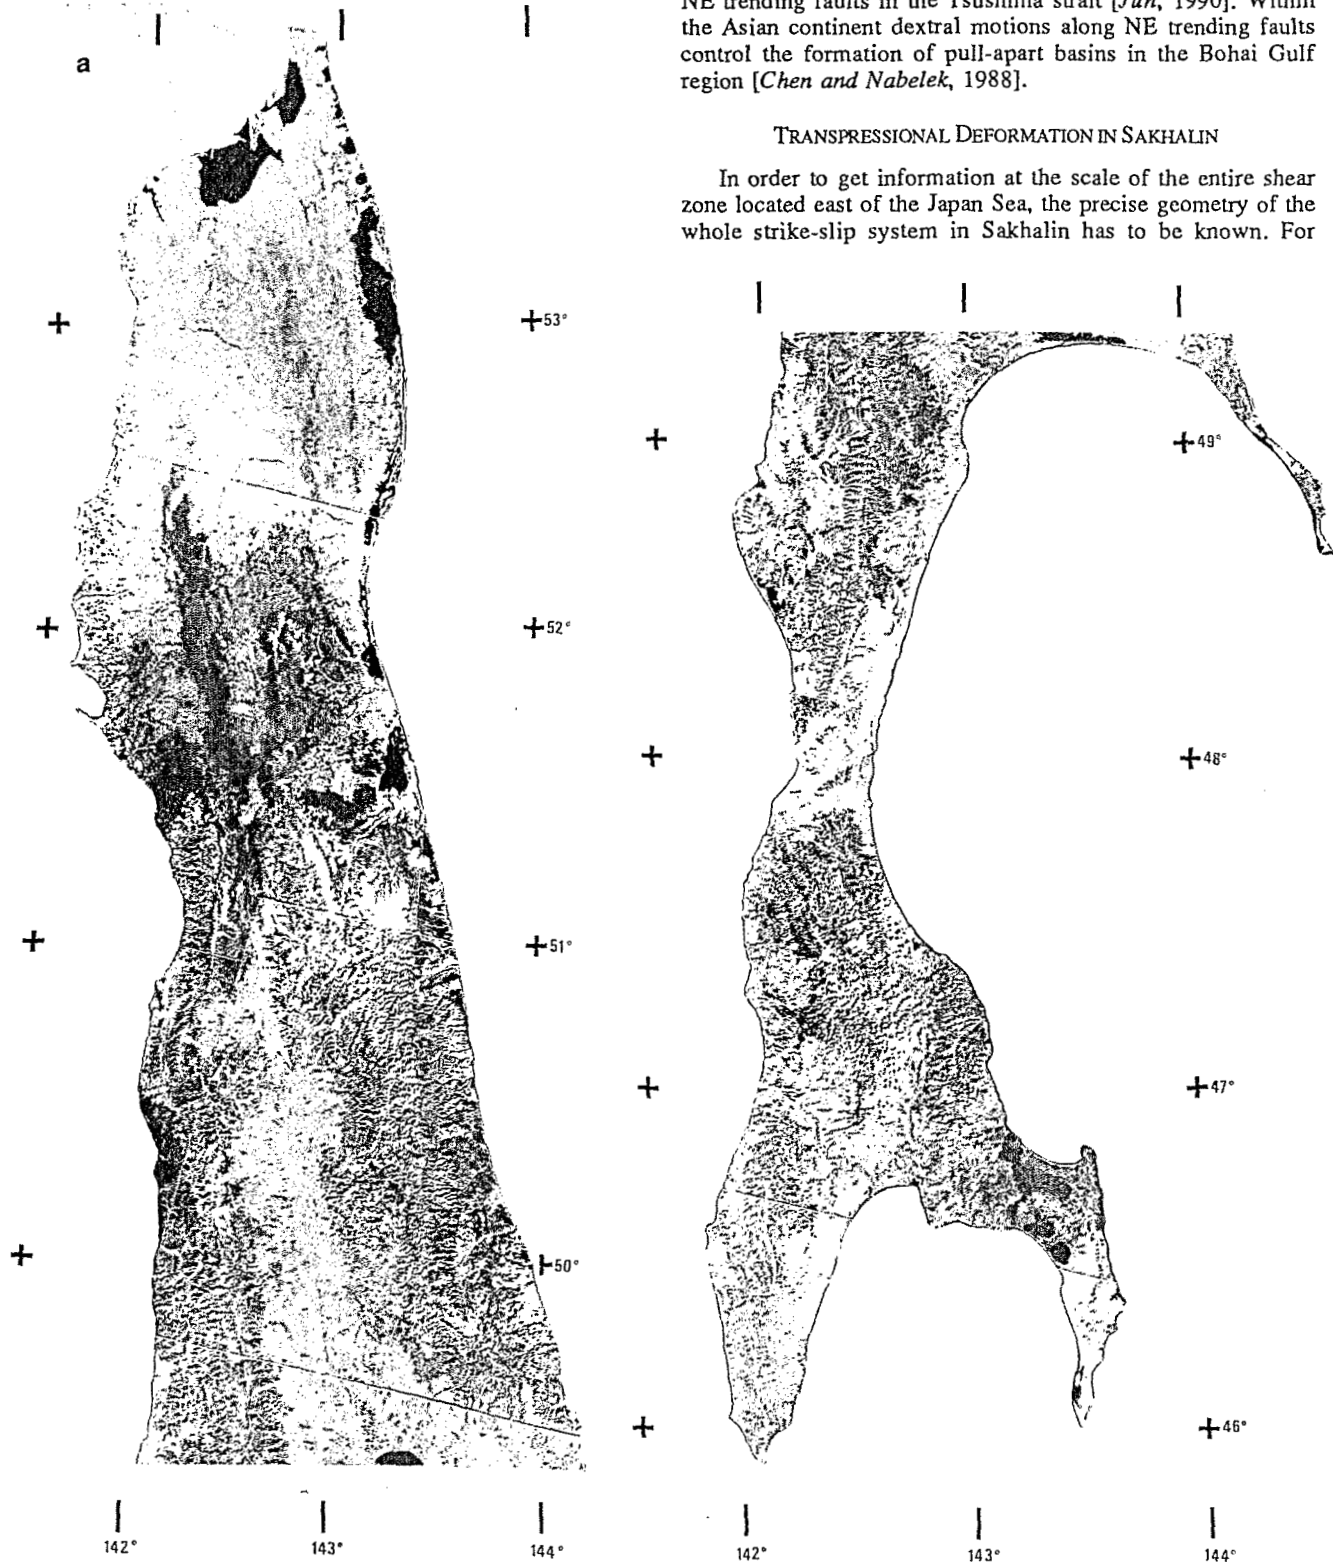 NE trending faults in the Tsushima strait [Jun, 1990]. Within
the Asian continent dextral motions along NE trending faults
control the formation of pull-apart basins in the Bohai Gulf
region [Chen and Nabelek, 1988].
TRANSPRESSIONAL DEFORMATION IN SAKHALIN
In order to get information at the scale of the entire shear
zone located east of the Japan Sea, the precise geometry of the
whole strike-slip system in Sakhalin has to be known. For
a
53°
52°
51°
50°
142°
143°
144°
49°
48°
47°
46°
142°
143°
144°